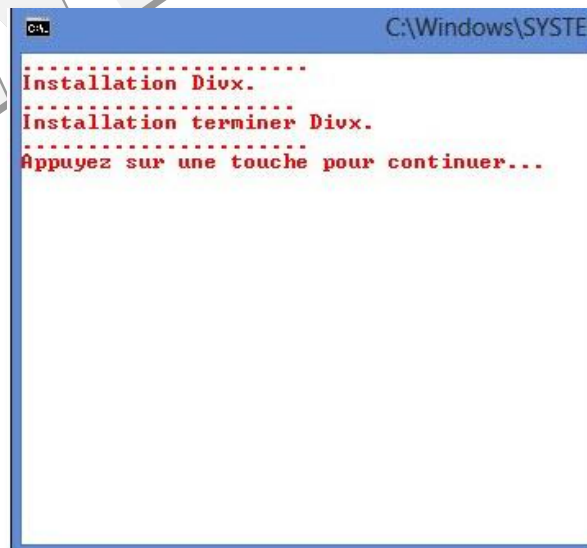 C:\Windows\SYSTE
......................
Installation Divx.
.....................
Installation terminer Divx.
......................
Appuyez sur une touche pour continuer...